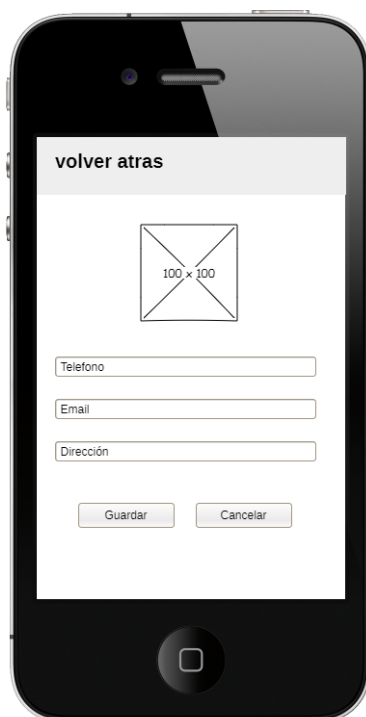 volver atras
100 x 100
Telefono
Email
Dirección
Guardar Cancelar